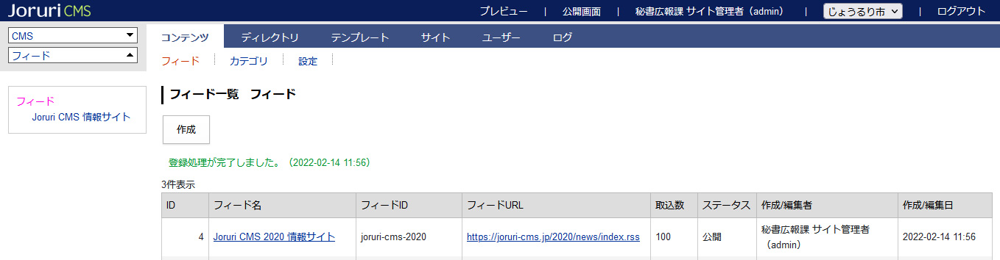 Joruri CMS
プレビュー | 公開画面 | 秘書広報課 サイト管理者（admin） | じょうるり市 | ログアウト
CMS
フィード
コンテンツ ディレクトリ テンプレート サイト ユーザー ログ
フィード カテゴリ 設定
フィード
Joruri CMS 情報サイト
フィード一覧　フィード
作成
登録処理が完了しました。（2022-02-14 11:56）
3件表示
ID フィード名 フィードID フィードURL 取込数 ステータス 作成/編集者 作成/編集日
4 Joruri CMS 2020 情報サイト joruri-cms-2020 https://joruri-cms.jp/2020/news/index.rss 100 公開 秘書広報課 サイト管理者（admin） 2022-02-14 11:56